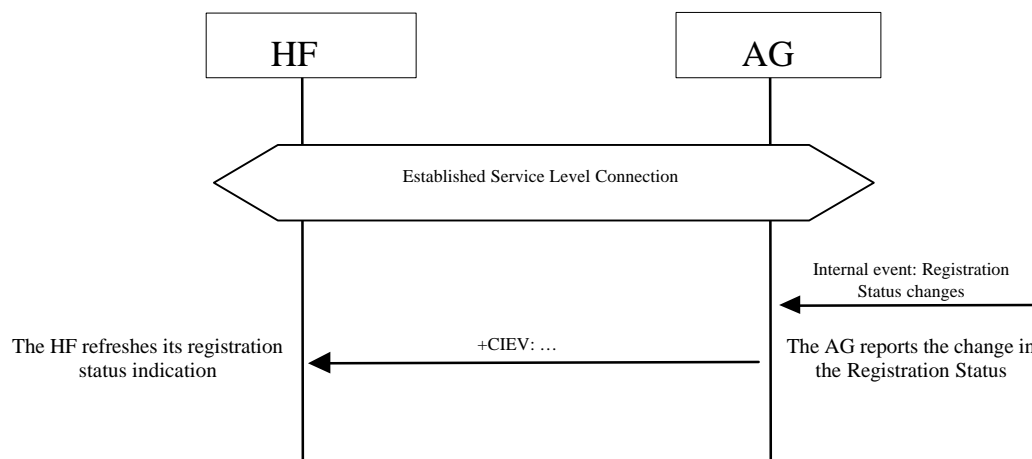 HF
AG
Established Service Level Connection
Internal event: Registration
Status changes
The HF refreshes its registration
status indication
+CIEV: …
The AG reports the change in
the Registration Status